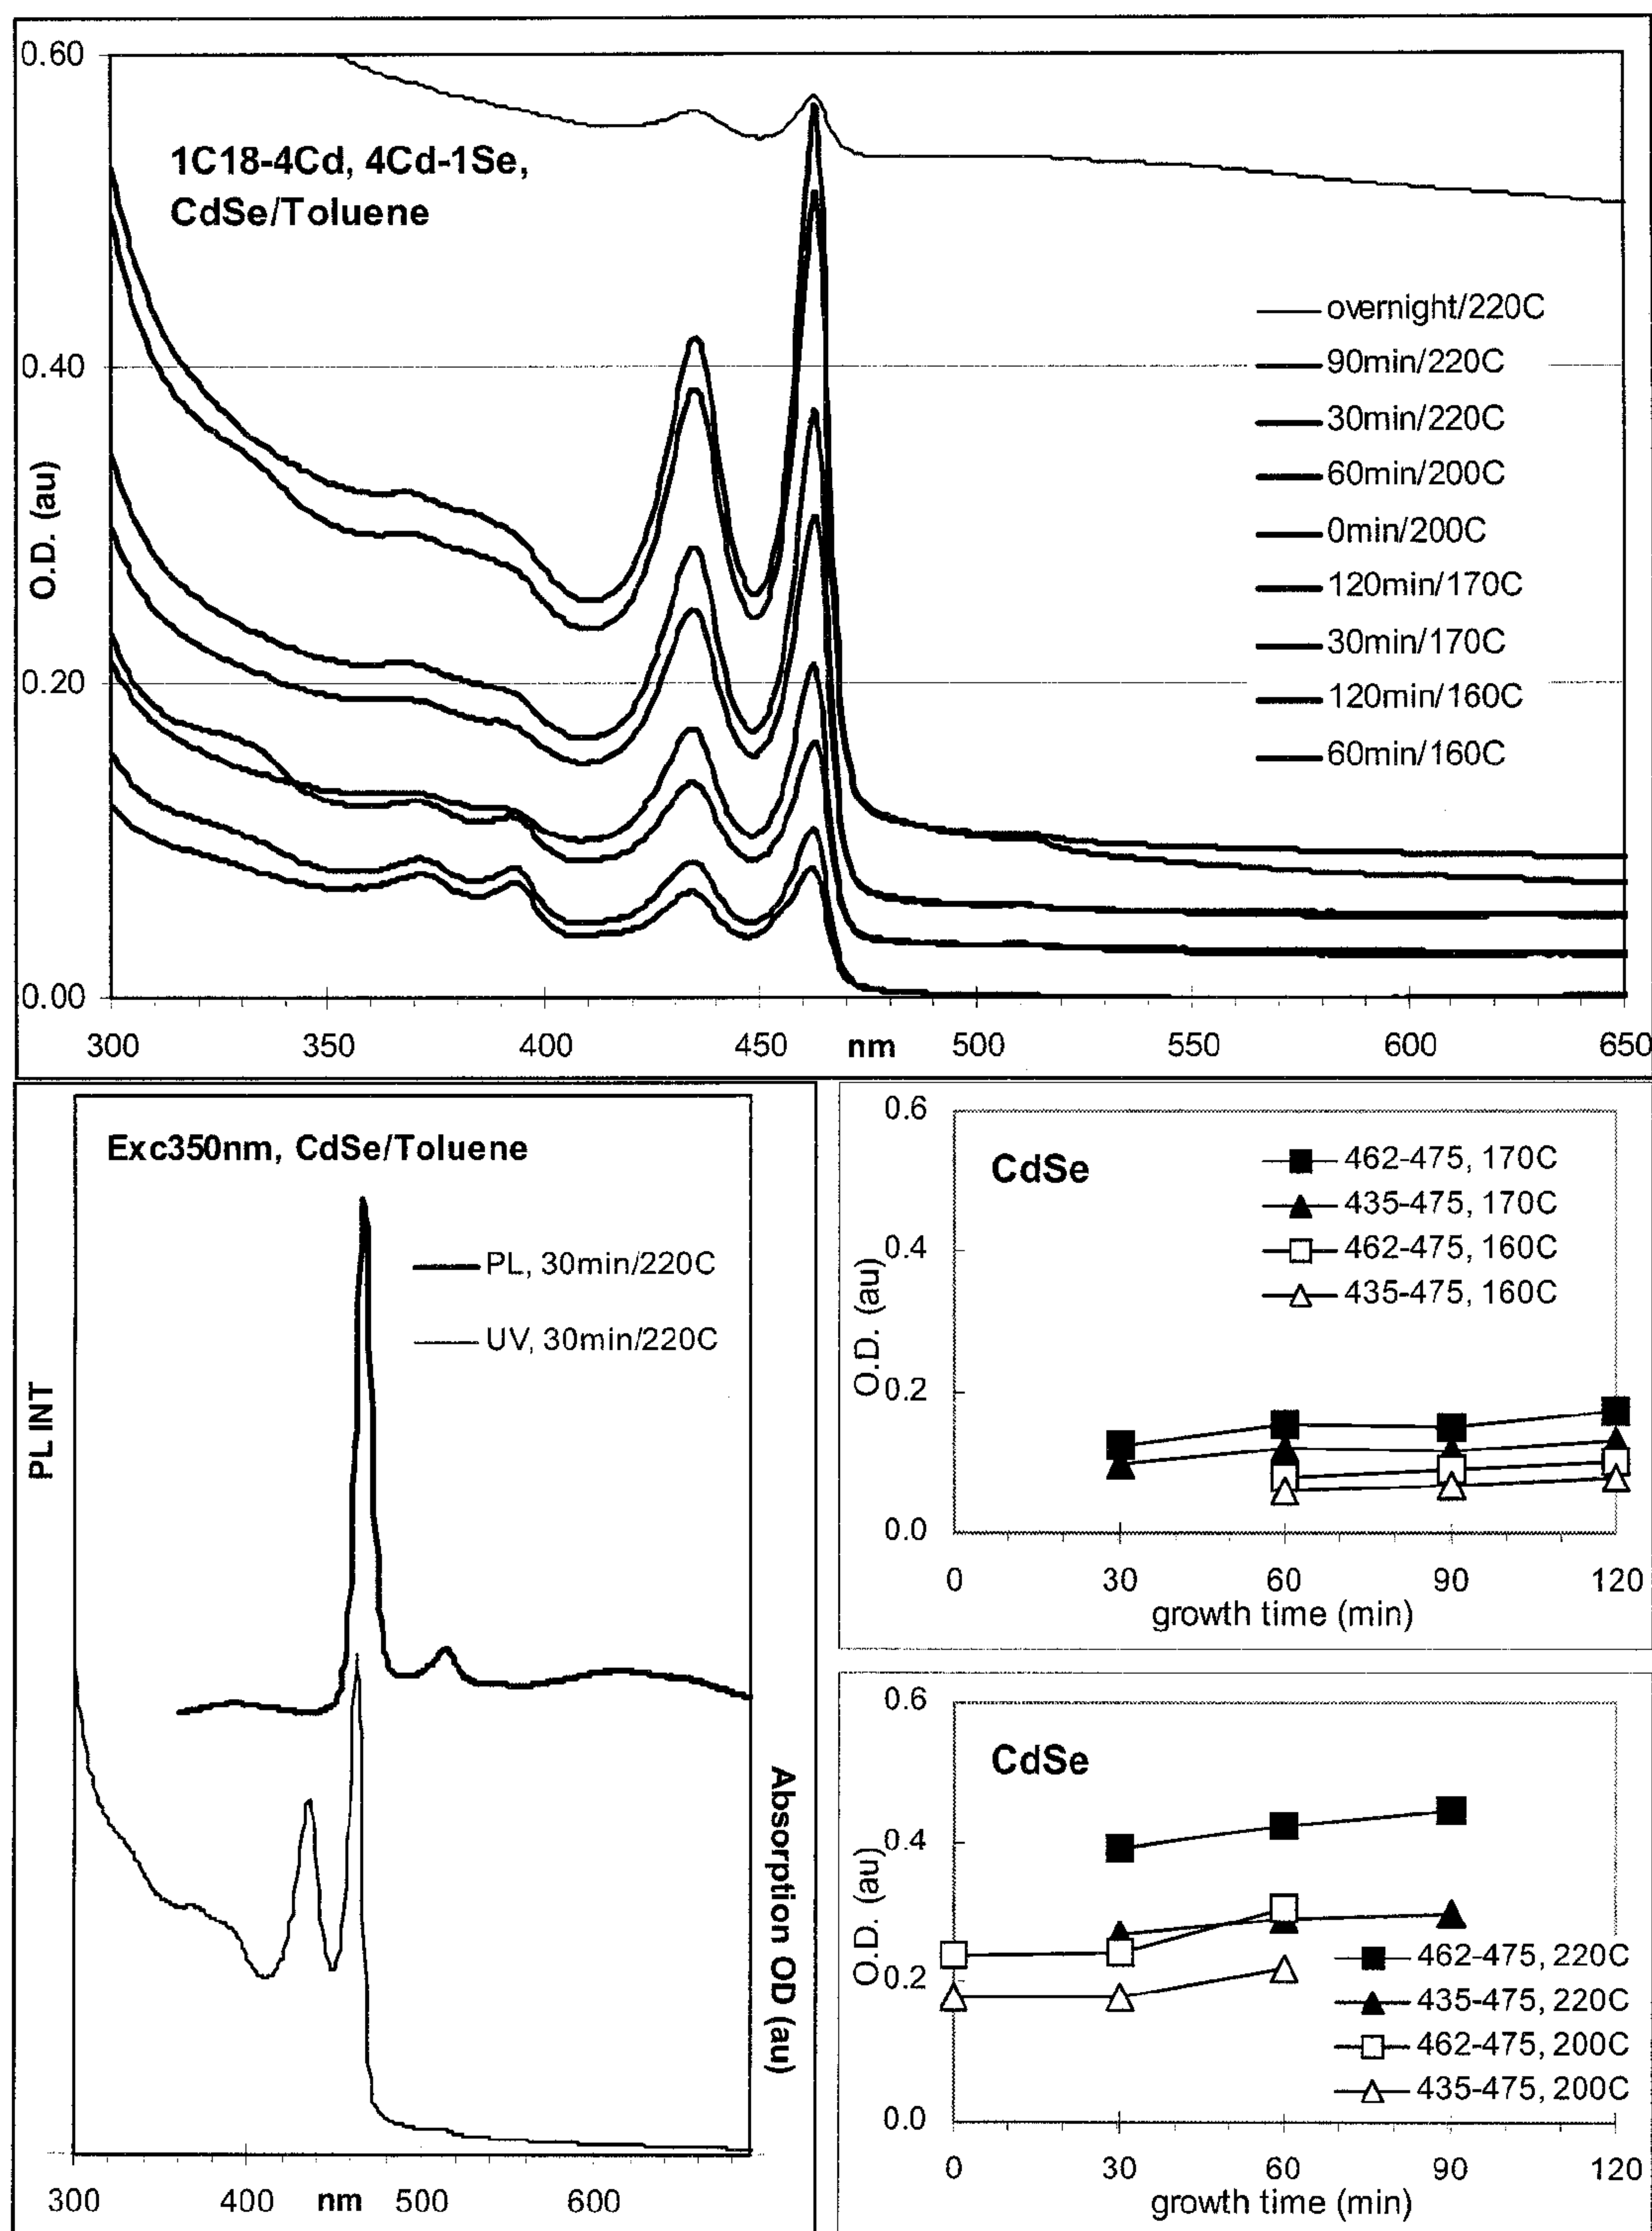 0.60
1C18-4Cd, 4Cd-1Se,
CdSe/Toluene
overnight/220C
0.40
90min/220C
30min/220C
O.D. (au)
60min/200C
0min/200C
120min/170C
30min/170C
0.20
120min/160C
60min/160C
0.00
300 350 400 450 nm 500 550 600 650
Exc350nm, CdSe/Toluene
PL, 30min/220C
UV, 30min/220C
PL INT
Absorption OD (au)
300 400 nm 500 600
0.6
CdSe
462-475, 170C
435-475, 170C
462-475, 160C
435-475, 160C
0.4
O.D. (au)
0.2
0.0
0 30 60 90 120
growth time (min)
0.6
CdSe
0.4
O.D. (au)
0.2
462-475, 220C
435-475, 220C
462-475, 200C
435-475, 200C
0.0
0 30 60 90 120
growth time (min)